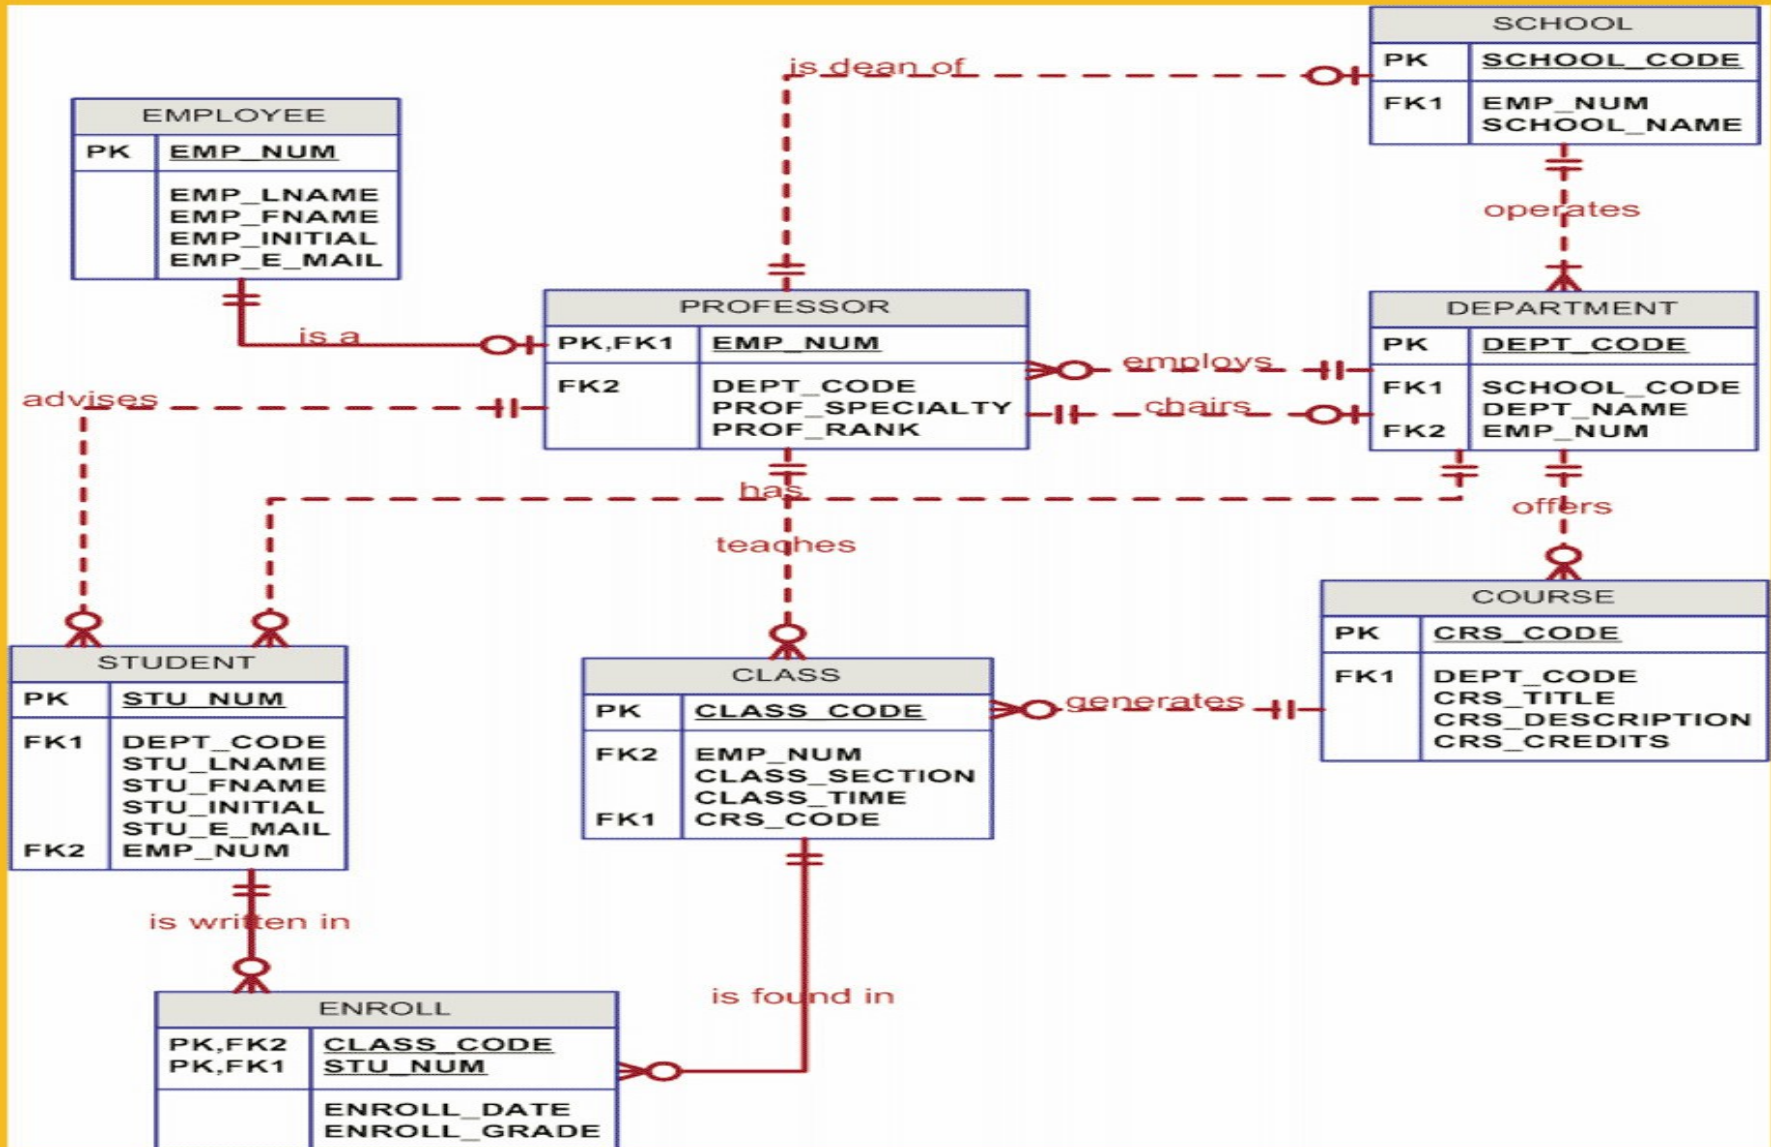 SCHOOL
PK SCHOOL_CODE
FK1 EMP_NUM
SCHOOL_NAME
is dean of
EMPLOYEE
PK EMP_NUM
EMP_LNAME
EMP_FNAME
EMP_INITIAL
EMP_E_MAIL
operates
is a
PROFESSOR
PK,FK1 EMP_NUM
FK2 DEPT_CODE
PROF_SPECIALTY
PROF_RANK
employs
chairs
DEPARTMENT
PK DEPT_CODE
FK1 SCHOOL_CODE
DEPT_NAME
FK2 EMP_NUM
advises
has
teaches
offers
COURSE
PK CRS_CODE
FK1 DEPT_CODE
CRS_TITLE
CRS_DESCRIPTION
CRS_CREDITS
STUDENT
PK STU_NUM
FK1 DEPT_CODE
STU_LNAME
STU_FNAME
STU_INITIAL
STU_E_MAIL
FK2 EMP_NUM
CLASS
PK CLASS_CODE
FK2 EMP_NUM
CLASS_SECTION
CLASS_TIME
FK1 CRS_CODE
generates
is written in
is found in
ENROLL
PK,FK2 CLASS_CODE
PK,FK1 STU_NUM
ENROLL_DATE
ENROLL_GRADE